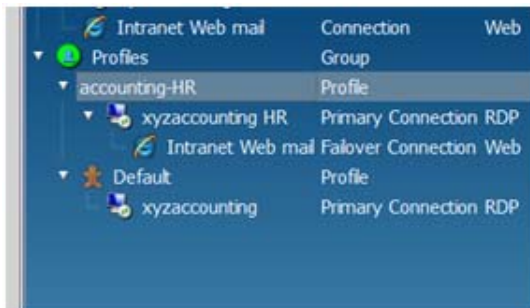 Intranet Web mail Connection Web
Profiles Group
accounting-HR Profile
xyzaccounting HR Primary Connection RDP
Intranet Web mail Failover Connection Web
Default Profile
xyzaccounting Primary Connection RDP